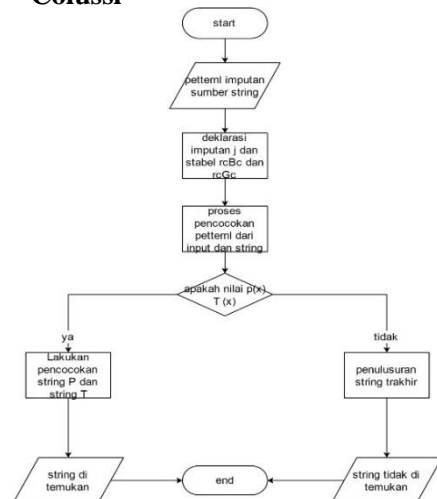 Colussi
start
petternl imputan
sumber string
deklarasi
imputan j dan
stabel rcBc dan
rcGc
proses
pencocokan
petternl dari
input dan string
apakah nilai p(x)
T (x)
ya
tidak
Lakukan
pencocokan
string P dan
string T
penulusuran
string trakhir
string di
temukan
end
string tidak di
temukan